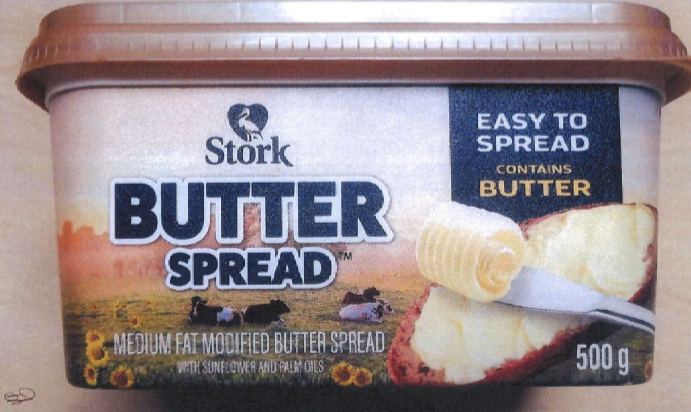 Stork
EASY TO
SPREAD
CONTAINS
BUTTER
BUTTER
SPREAD™
MEDIUM FAT MODIFIED BUTTER SPREAD
WITH SUNFLOWER AND PALM OILS
500 g